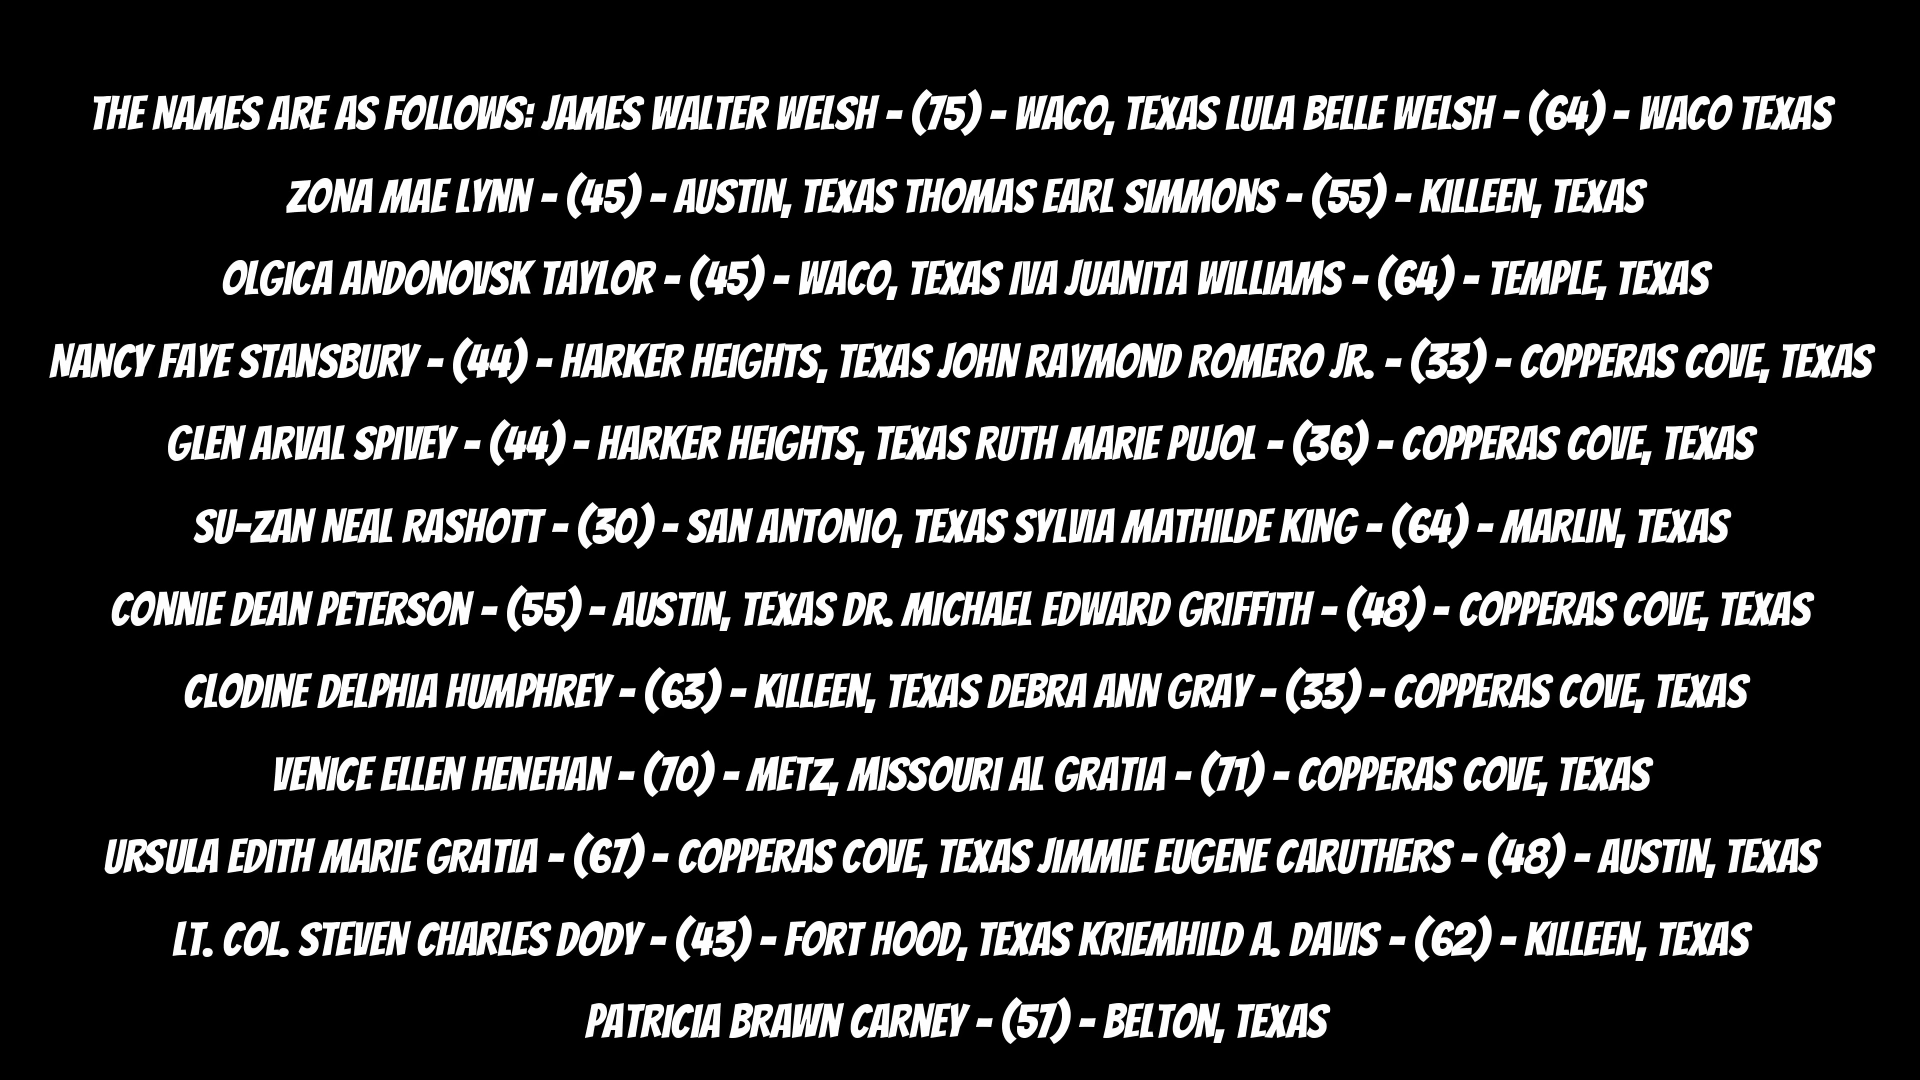 THE NAMES ARE AS FOLLOWS: JAMES WALTER WELSH - (75) - WACO, TEXAS LULA BELLE WELSH - (64) - WACO TEXAS
ZONA MAE LYNN - (45) - AUSTIN, TEXAS THOMAS EARL SIMMONS - (55) - KILLEEN, TEXAS
OLGICA ANDONOVSK TAYLOR - (45) - WACO, TEXAS IVA JUANITA WILLIAMS - (64) - TEMPLE, TEXAS
NANCY FAYE STANSBURY - (44) - HARKER HEIGHTS, TEXAS JOHN RAYMOND ROMERO JR. - (33) - COPPERAS COVE, TEXAS
GLEN ARVAL SPIVEY - (44) - HARKER HEIGHTS, TEXAS RUTH MARIE PUJOL - (36) - COPPERAS COVE, TEXAS
SU-ZAN NEAL RASHOTT - (30) - SAN ANTONIO, TEXAS SYLVIA MATHILDE KING - (64) - MARLIN, TEXAS
CONNIE DEAN PETERSON - (55) - AUSTIN, TEXAS DR. MICHAEL EDWARD GRIFFITH - (48) - COPPERAS COVE, TEXAS
CLODINE DELPHIA HUMPHREY - (63) - KILLEEN, TEXAS DEBRA ANN GRAY - (33) - COPPERAS COVE, TEXAS
VENICE ELLEN HENEHAN - (70) - METZ, MISSOURI AL GRATIA - (71) - COPPERAS COVE, TEXAS
URSULA EDITH MARIE GRATIA - (67) - COPPERAS COVE, TEXAS JIMMIE EUGENE CARUTHERS - (48) - AUSTIN, TEXAS
LT. COL. STEVEN CHARLES DODY - (43) - FORT HOOD, TEXAS KRIEMHILD A. DAVIS - (62) - KILLEEN, TEXAS
PATRICIA BRAWN CARNEY - (57) - BELTON, TEXAS